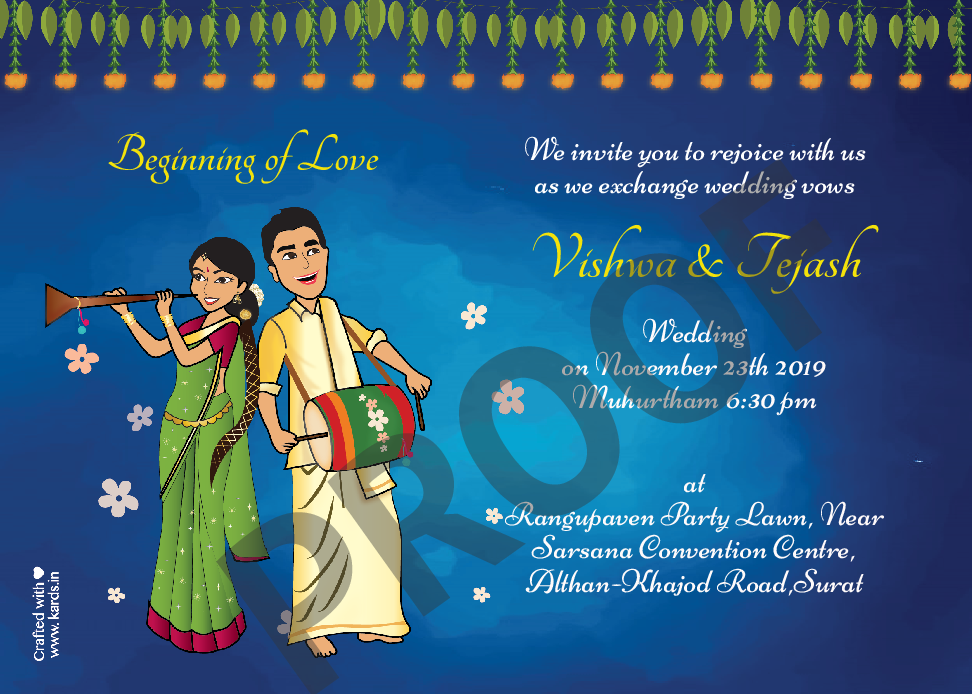 Beginning of Love
We invite you to rejoice with us
as we exchange wedding vows
Vishwa & Tejash
Wedding
on November 23th 2019
Muhurtham 6:30 pm
at
Rangupaven Party Lawn, Near
Sarsana Convention Centre,
Althan-Khajod Road,Surat
PROOF
Crafted with ♥
www.kards.in